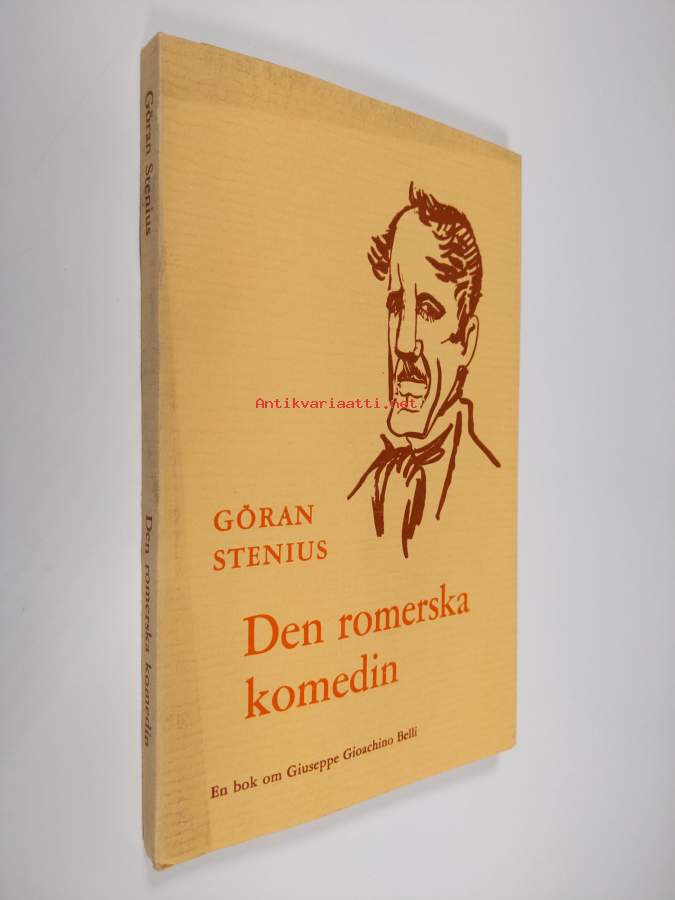 Göran Stenius
Den romerska komedin
Antikvariaatti.net
GÖRAN
STENIUS
Den romerska
komedin
En bok om Giuseppe Gioachino Belli